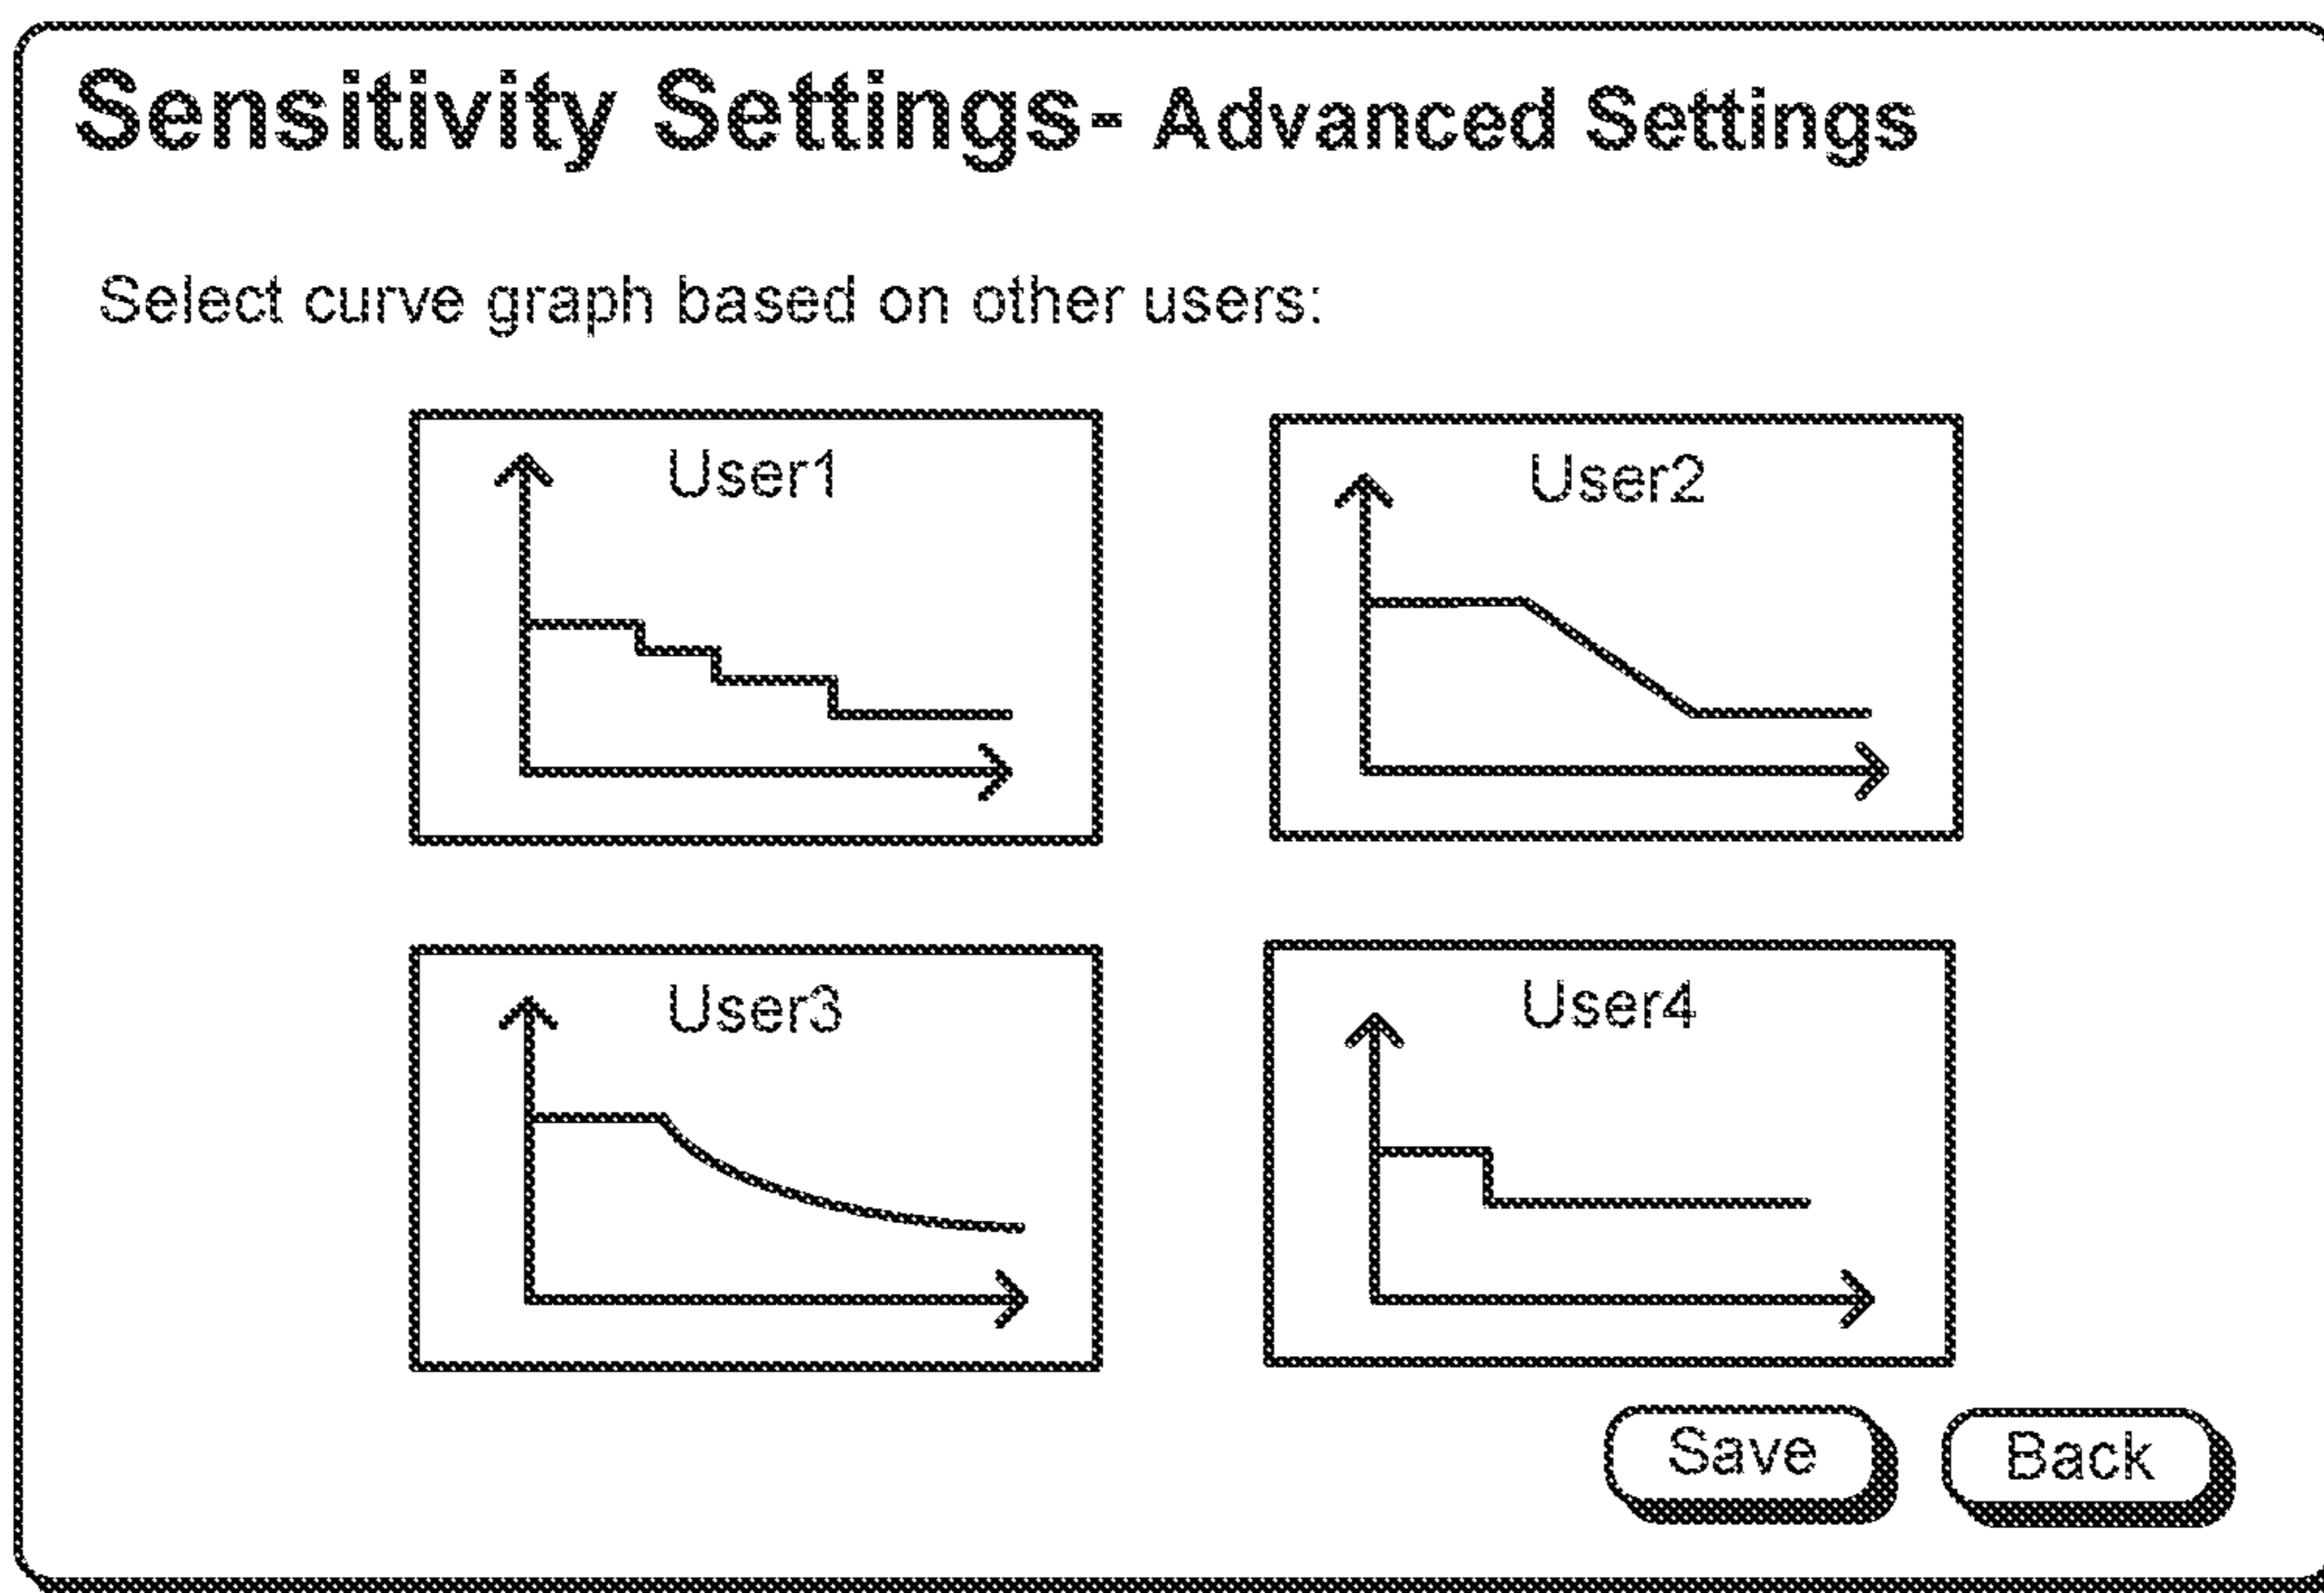 Sensitivity Settings- Advanced Settings
Select curve graph based on other users:
User1
User2
User3
User4
Save
Back